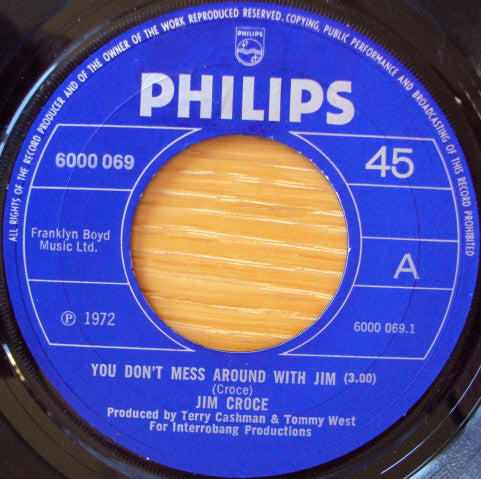 ALL RIGHTS OF THE RECORD PRODUCER AND OF THE OWNER OF THE WORK REPRODUCED RESERVED. COPYING, PUBLIC PERFORMANCE AND BROADCASTING OF THIS RECORD PROHIBITED
PHILIPS
PHILIPS
6000 069
45
Franklyn Boyd
Music Ltd.
A
℗ 1972
6000 069.1
YOU DON'T MESS AROUND WITH JIM (3.00)
(Croce)
JIM CROCE
Produced by Terry Cashman & Tommy West
For Interrobang Productions